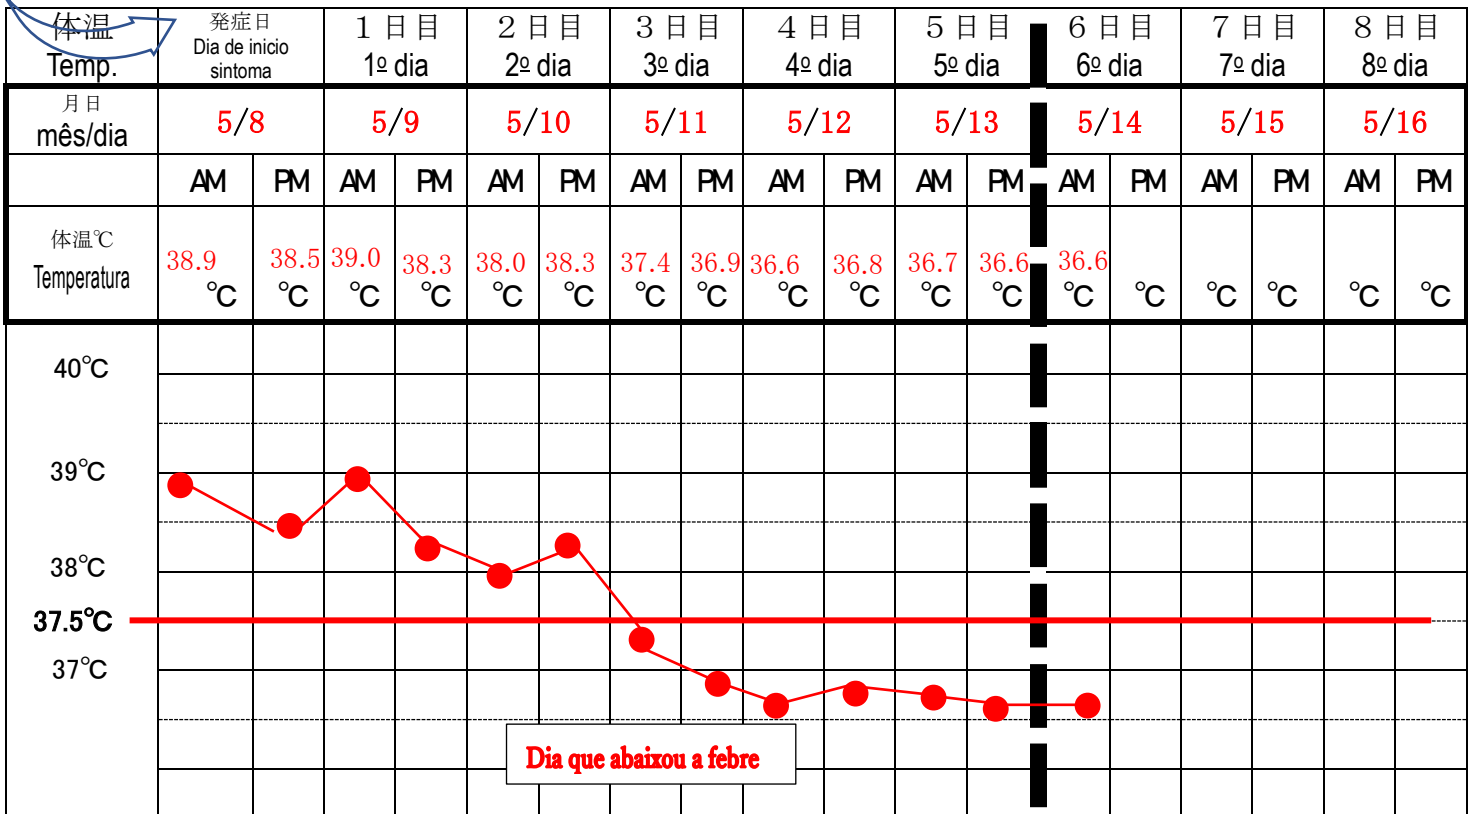 体温 発症日 １日目 ２日目 ３日目 ４日目 ５日目 ６日目 ７日目 ８日目
Temp. Dia de inicio sintoma 1º dia 2º dia 3º dia 4º dia 5º dia 6º dia 7º dia 8º dia
月日
mês/dia 5/8 5/9 5/10 5/11 5/12 5/13 5/14 5/15 5/16
AM PM AM PM AM PM AM PM AM PM AM PM AM PM AM PM AM PM
体温℃
Temperatura 38.9 38.5 39.0 38.3 38.0 38.3 37.4 36.9 36.6 36.8 36.7 36.6 36.6
℃ ℃ ℃ ℃ ℃ ℃ ℃ ℃ ℃ ℃ ℃ ℃ ℃ ℃ ℃ ℃ ℃ ℃
40℃
39℃
38℃
37.5℃
37℃
Dia que abaixou a febre